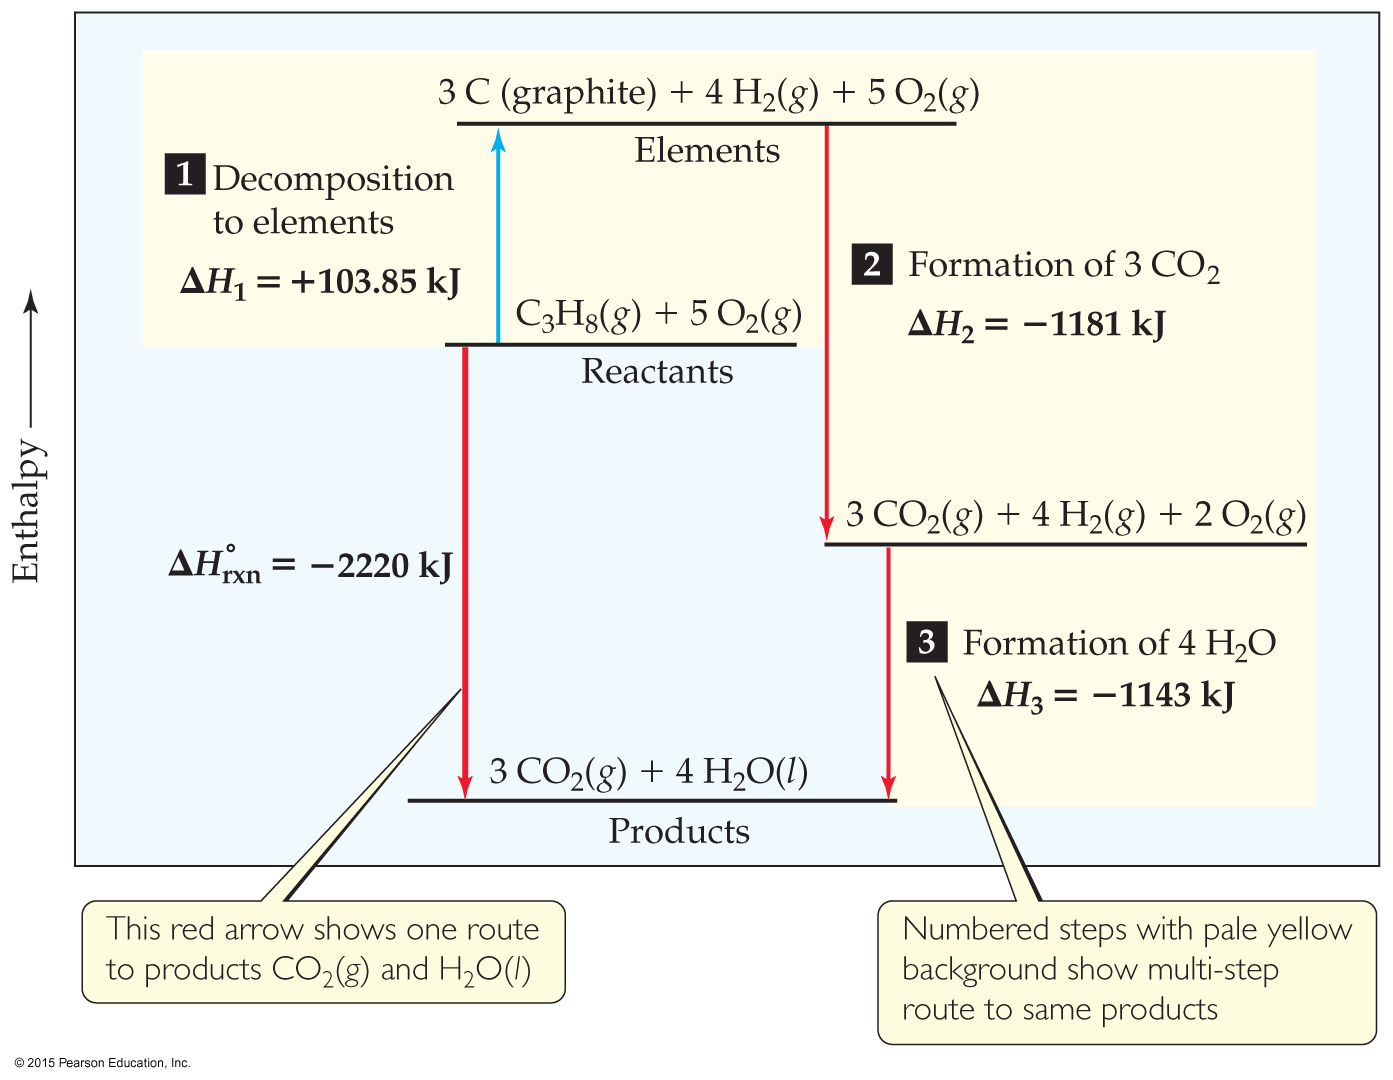 3 C (graphite) + 4 H₂(g) + 5 O₂(g)
Elements
1 Decomposition
to elements
ΔH₁ = +103.85 kJ
2 Formation of 3 CO₂
ΔH₂ = −1181 kJ
C₃H₈(g) + 5 O₂(g)
Reactants
Enthalpy
3 CO₂(g) + 4 H₂(g) + 2 O₂(g)
ΔH°rxn = −2220 kJ
3 Formation of 4 H₂O
ΔH₃ = −1143 kJ
3 CO₂(g) + 4 H₂O(l)
Products
This red arrow shows one route
to products CO₂(g) and H₂O(l)
Numbered steps with pale yellow
background show multi-step
route to same products
© 2015 Pearson Education, Inc.